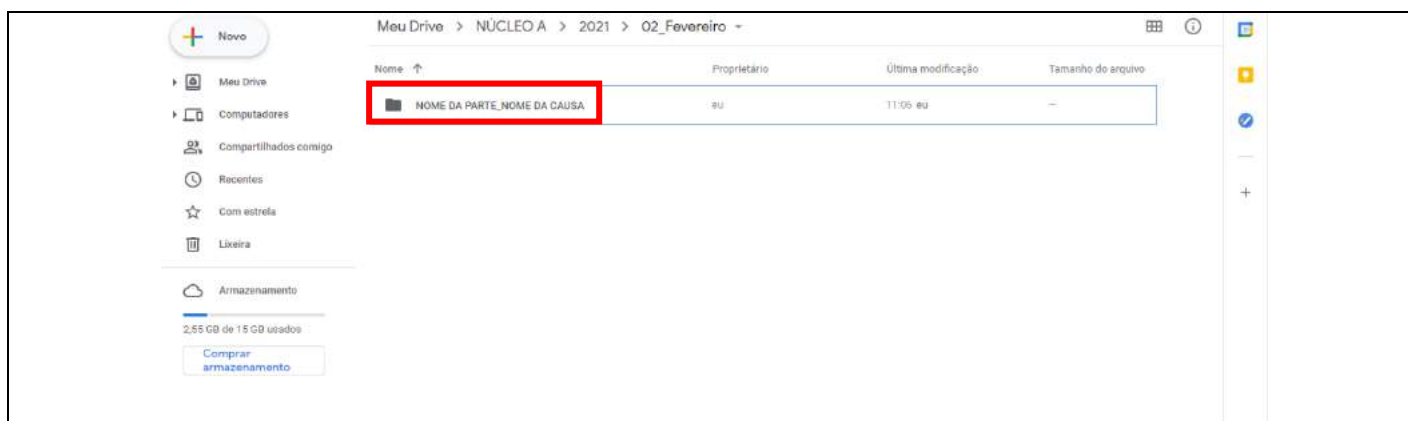 Novo
Meu Drive > NÚCLEO A > 2021 > 02_Fevereiro
Nome Proprietário Última modificação Tamanho do arquivo
NOME DA PARTE_NOME DA CAUSA eu 11:06 eu —
Meu Drive
Computadores
Compartilhados comigo
Recentes
Com estrela
Lixeira
Armazenamento
2,55 GB de 15 GB usados
Comprar
armazenamento